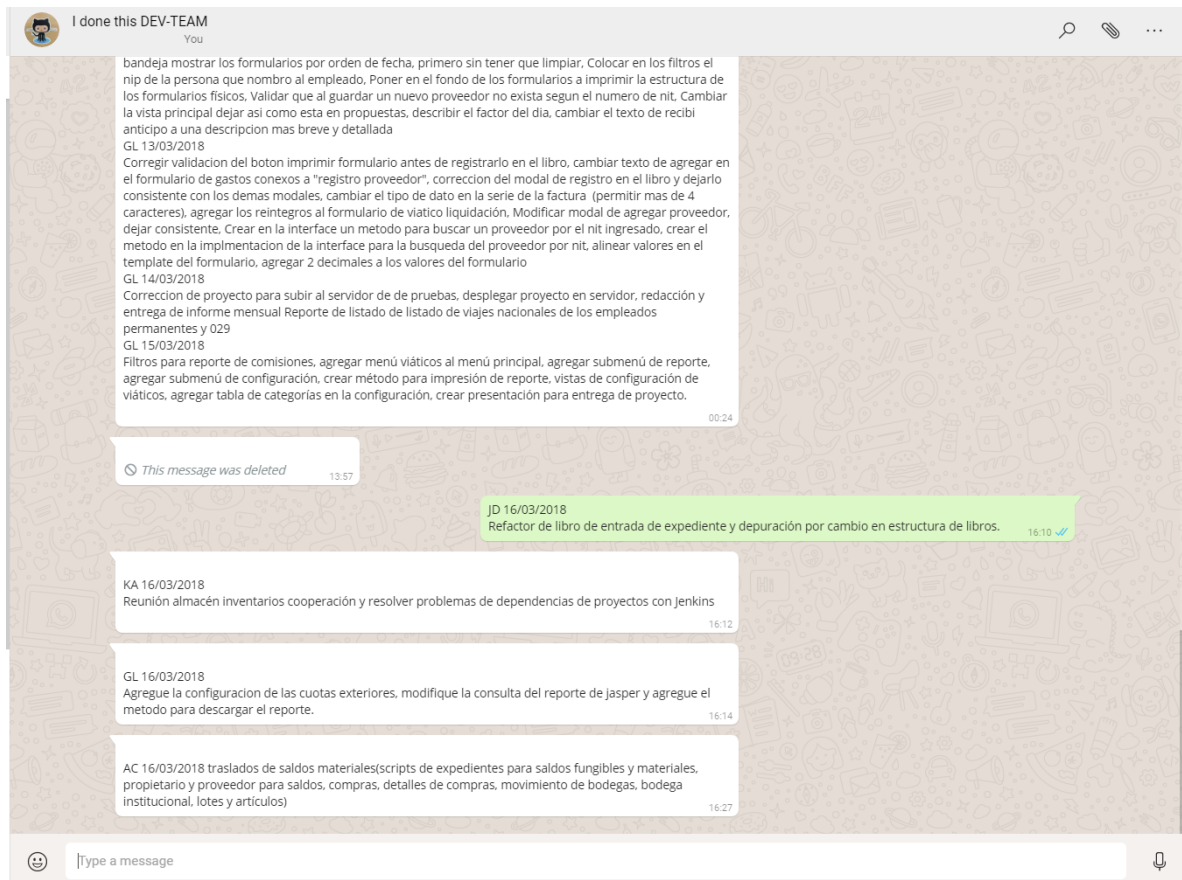 I done this DEV-TEAM
You
bandeja mostrar los formularios por orden de fecha, primero sin tener que limpiar, Colocar en los filtros el
nip de la persona que nombro al empleado, Poner en el fondo de los formularios a imprimir la estructura de
los formularios físicos, Validar que al guardar un nuevo proveedor no exista segun el numero de nit, Cambiar
la vista principal dejar asi como esta en propuestas, describir el factor del dia, cambiar el texto de recibi
anticipo a una descripcion mas breve y detallada
GL 13/03/2018
Corregir validacion del boton imprimir formulario antes de registrarlo en el libro, cambiar texto de agregar en
el formulario de gastos conexos a "registro proveedor", correccion del modal de registro en el libro y dejarlo
consistente con los demas modales, cambiar el tipo de dato en la serie de la factura  (permitir mas de 4
caracteres), agregar los reintegros al formulario de viatico liquidación, Modificar modal de agregar proveedor,
dejar consistente, Crear en la interface un metodo para buscar un proveedor por el nit ingresado, crear el
metodo en la implmentacion de la interface para la busqueda del proveedor por nit, alinear valores en el
template del formulario, agregar 2 decimales a los valores del formulario
GL 14/03/2018
Correccion de proyecto para subir al servidor de de pruebas, desplegar proyecto en servidor, redacción y
entrega de informe mensual Reporte de listado de listado de viajes nacionales de los empleados
permanentes y 029
GL 15/03/2018
Filtros para reporte de comisiones, agregar menú viáticos al menú principal, agregar submenú de reporte,
agregar submenú de configuración, crear método para impresión de reporte, vistas de configuración de
viáticos, agregar tabla de categorías en la configuración, crear presentación para entrega de proyecto.
00:24
This message was deleted 13:57
JD 16/03/2018
Refactor de libro de entrada de expediente y depuración por cambio en estructura de libros. 16:10
KA 16/03/2018
Reunión almacén inventarios cooperación y resolver problemas de dependencias de proyectos con Jenkins
16:12
GL 16/03/2018
Agregue la configuracion de las cuotas exteriores, modifique la consulta del reporte de jasper y agregue el
metodo para descargar el reporte.
16:14
AC 16/03/2018 traslados de saldos materiales(scripts de expedientes para saldos fungibles y materiales,
propietario y proveedor para saldos, compras, detalles de compras, movimiento de bodegas, bodega
institucional, lotes y artículos)
16:27
Type a message